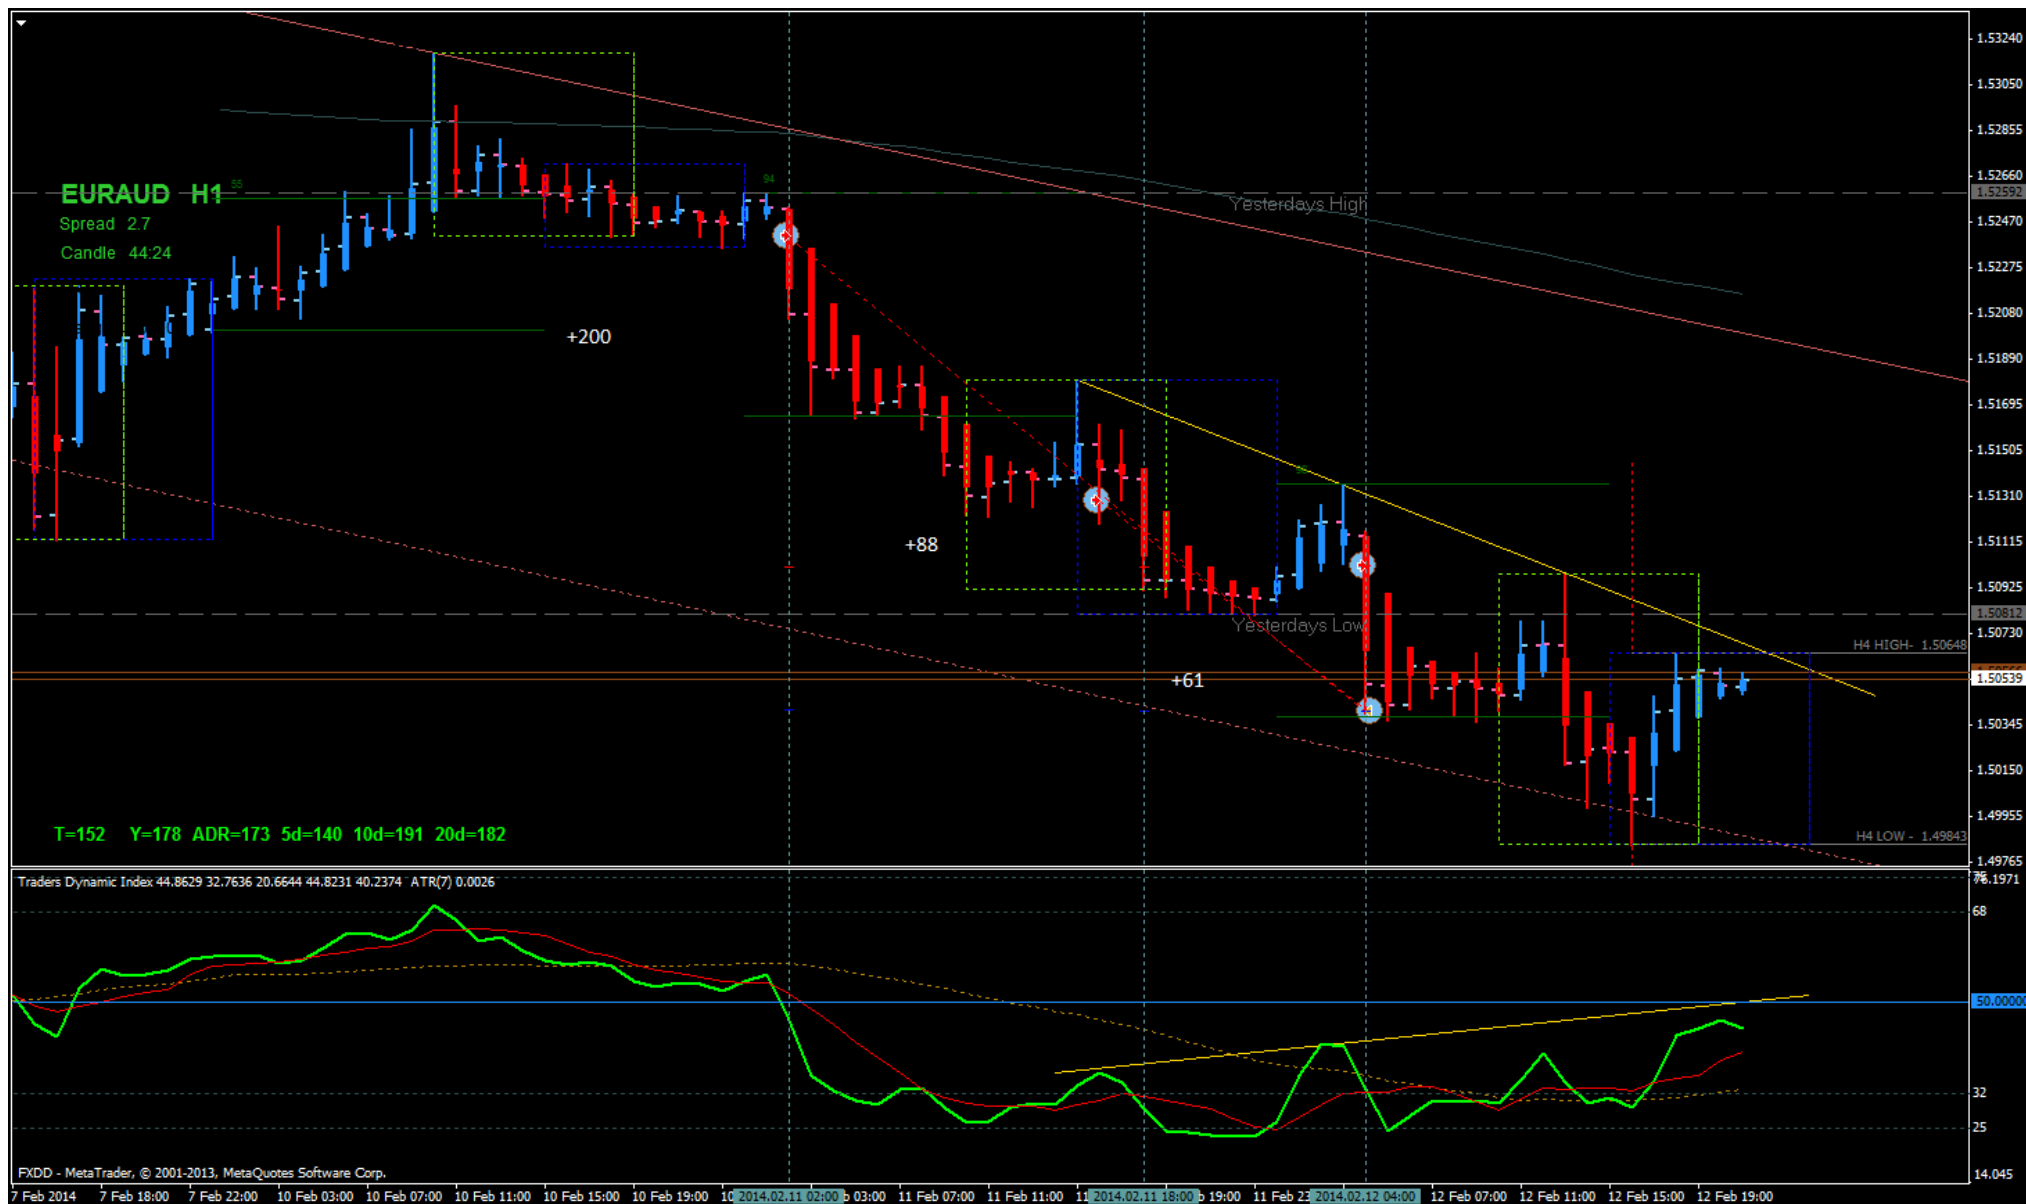 1.53240
1.53050
1.52855
1.52660
1.52592
1.52470
1.52275
1.52080
1.51890
1.51695
1.51505
1.51310
1.51115
1.50925
1.50812
1.50730
1.50539
1.50345
1.50150
1.49955
1.49765
EURAUD H1
55
94
Spread 2.7
Candle 44:24
Yesterdays High
+200
+88
Yesterdays Low
+61
H4 HIGH- 1.50648
H4 LOW - 1.49843
T=152 Y=178 ADR=173 5d=140 10d=191 20d=182
Traders Dynamic Index 44.8629 32.7636 20.6644 44.8231 40.2374 ATR(7) 0.0026
68
50.00000
32
25
14.045
FXDD - MetaTrader, © 2001-2013, MetaQuotes Software Corp.
7 Feb 2014 7 Feb 18:00 7 Feb 22:00 10 Feb 03:00 10 Feb 07:00 10 Feb 11:00 10 Feb 15:00 10 Feb 19:00 2014.02.11 02:00 03:00 11 Feb 07:00 11 Feb 11:00 2014.02.11 18:00 19:00 11 Feb 23 2014.02.12 04:00 12 Feb 07:00 12 Feb 11:00 12 Feb 15:00 12 Feb 19:00